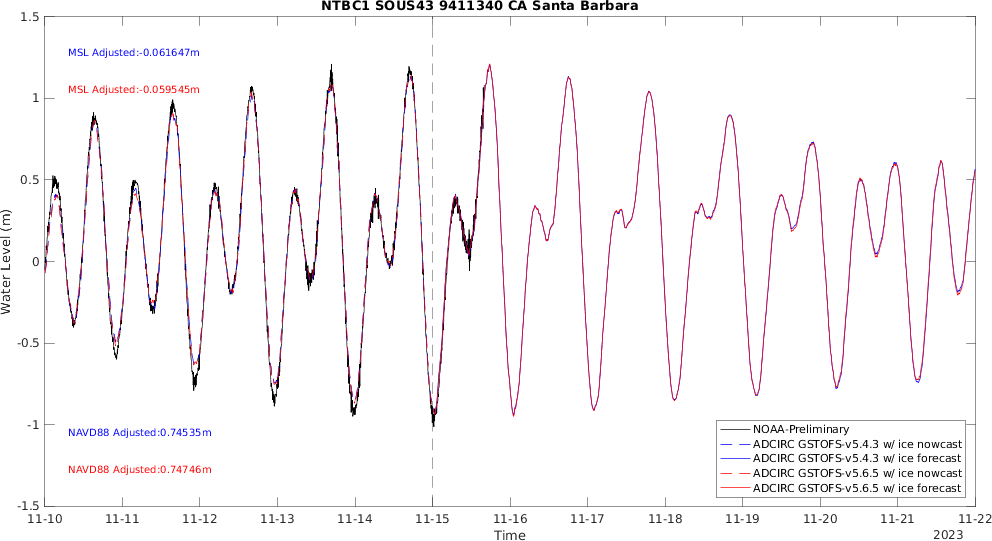 NTBC1 SOUS43 9411340 CA Santa Barbara
1.5
1
0.5
0
-0.5
-1
-1.5
Water Level (m)
MSL Adjusted:-0.061647m
MSL Adjusted:-0.059545m
NAVD88 Adjusted:0.74535m
NAVD88 Adjusted:0.74746m
NOAA-Preliminary
ADCIRC GSTOFS-v5.4.3 w/ ice nowcast
ADCIRC GSTOFS-v5.4.3 w/ ice forecast
ADCIRC GSTOFS-v5.6.5 w/ ice nowcast
ADCIRC GSTOFS-v5.6.5 w/ ice forecast
11-10 11-11 11-12 11-13 11-14 11-15 11-16 11-17 11-18 11-19 11-20 11-21 11-22
Time
2023